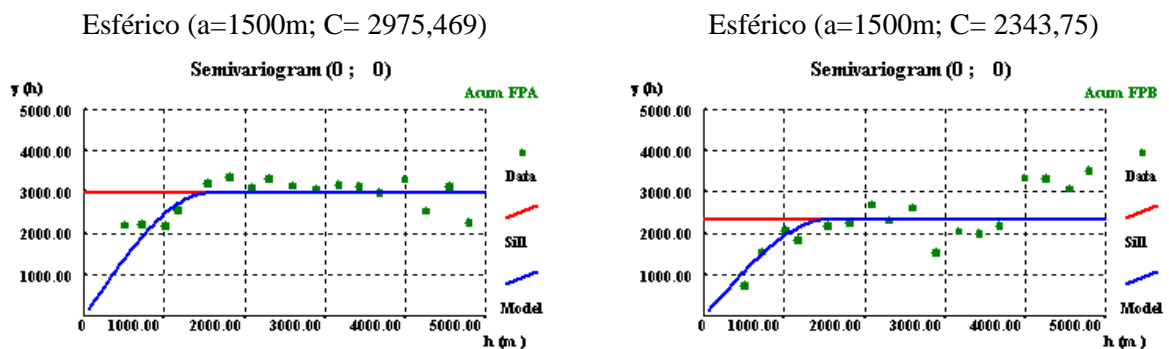 Esférico (a=1500m; C= 2975,469)
Semivariogram (0 ; 0)
γ (h)
Acum FPA
5000.00
4000.00
3000.00
2000.00
1000.00
0 1000.00 2000.00 3000.00 4000.00 5000.00
h (m)
Data
Sill
Model
Esférico (a=1500m; C= 2343,75)
Semivariogram (0 ; 0)
γ (h)
Acum FPB
5000.00
4000.00
3000.00
2000.00
1000.00
0 1000.00 2000.00 3000.00 4000.00 5000.00
h (m)
Data
Sill
Model